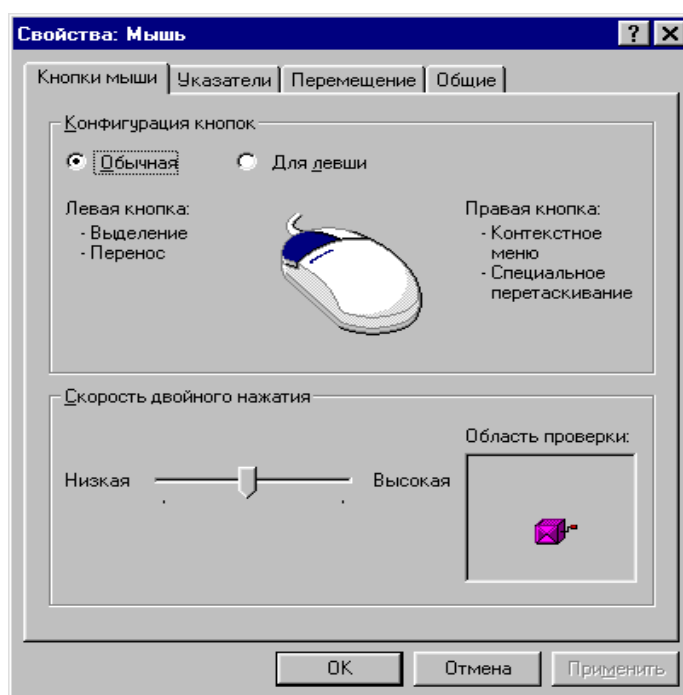 Свойства: Мышь
? X
Кнопки мыши Указатели Перемещение Общие
Конфигурация кнопок
Обычная Для левши
Левая кнопка:
- Выделение
- Перенос
Правая кнопка:
- Контекстное
меню
- Специальное
перетаскивание
Скорость двойного нажатия
Область проверки:
Низкая Высокая
OK Отмена Применить